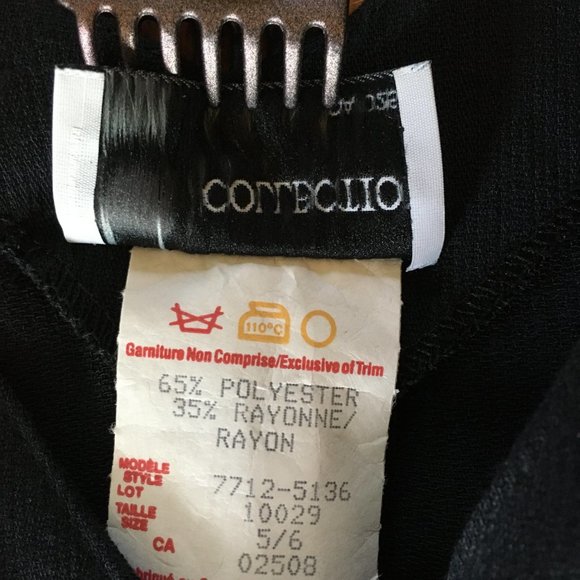 COLLECTIO
110°C
Garniture Non Comprise/Exclusive of Trim
65% POLYESTER
35% RAYONNE/
RAYON
MODÈLE
STYLE 7712-5136
LOT 10029
TAILLE
SIZE 5/6
CA 02508